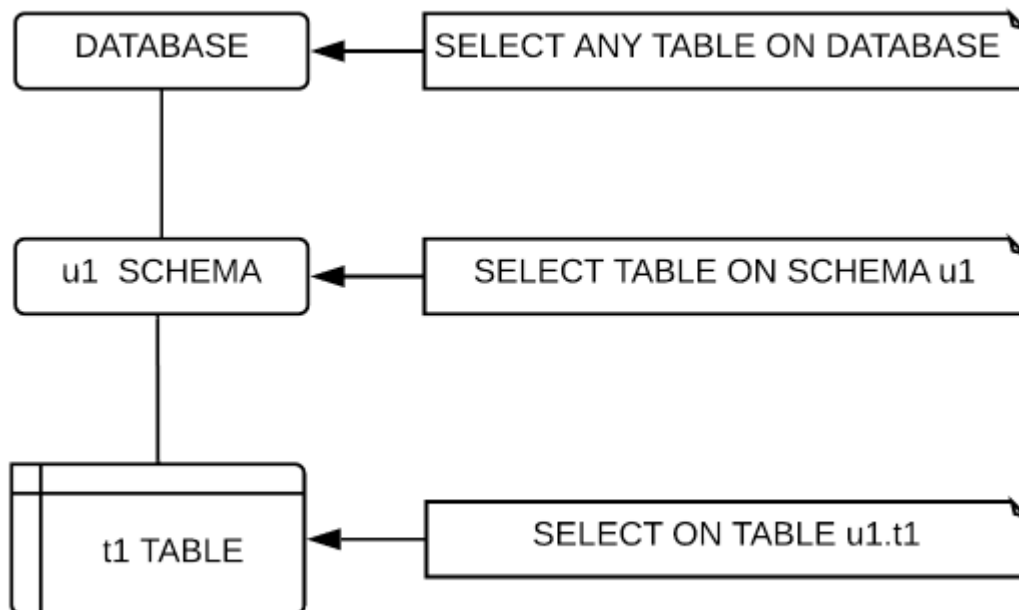 DATABASE
SELECT ANY TABLE ON DATABASE
u1 SCHEMA
SELECT TABLE ON SCHEMA u1
t1 TABLE
SELECT ON TABLE u1.t1